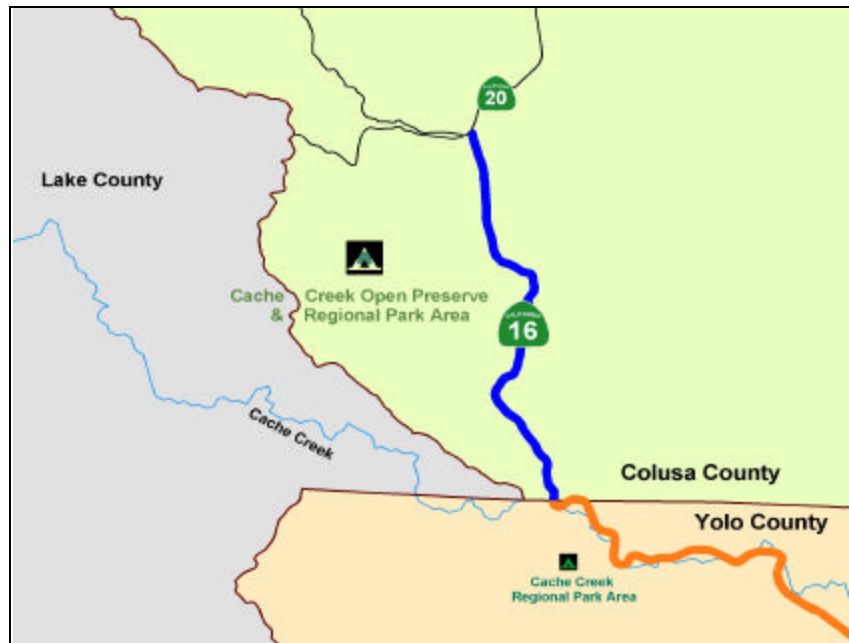 20
Lake County
Cache Creek Open Preserve
& Regional Park Area
16
Cache Creek
Colusa County
Yolo County
Cache Creek
Regional Park Area